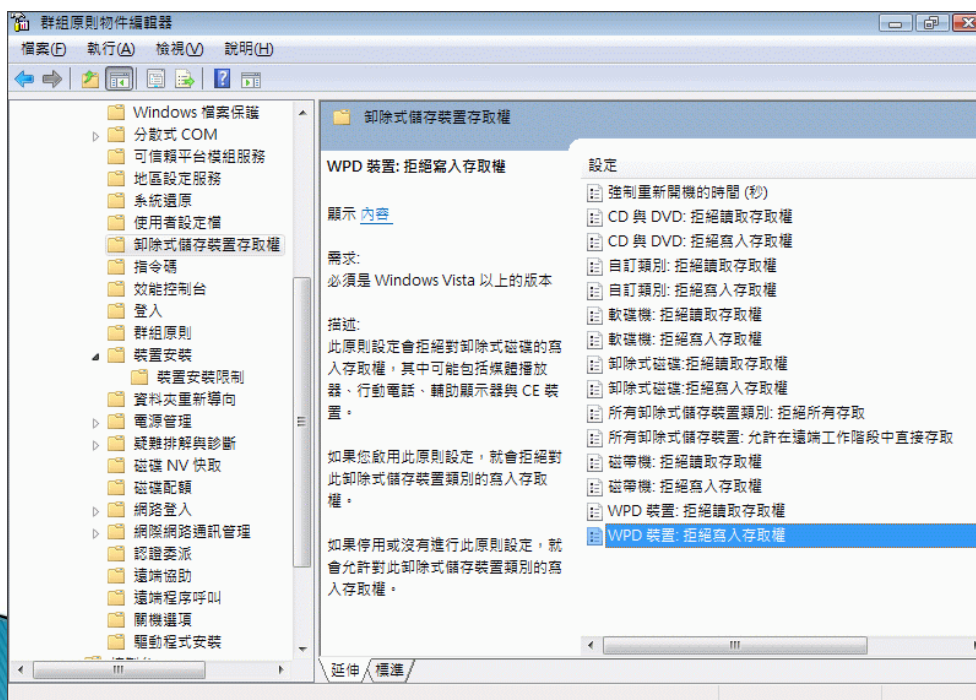 群組原則物件編輯器
檔案(F) 執行(A) 檢視(V) 說明(H)
Windows 檔案保護
分散式 COM
可信賴平台模組服務
地區設定服務
系統還原
使用者設定檔
卸除式儲存裝置存取權
指令碼
效能控制台
登入
群組原則
裝置安裝
裝置安裝限制
資料夾重新導向
電源管理
疑難排解與診斷
磁碟 NV 快取
磁碟配額
網路登入
網際網路通訊管理
認證委派
遠端協助
遠端程序呼叫
關機選項
驅動程式安裝
卸除式儲存裝置存取權
WPD 裝置: 拒絕寫入存取權
顯示 內容
需求:
必須是 Windows Vista 以上的版本
描述:
此原則設定會拒絕對卸除式磁碟的寫
入存取權，其中可能包括媒體播放
器、行動電話、輔助顯示器與 CE 裝
置。
如果您啟用此原則設定，就會拒絕對
此卸除式儲存裝置類別的寫入存取
權。
如果停用或沒有進行此原則設定，就
會允許對此卸除式儲存裝置類別的寫
入存取權。
設定
強制重新開機的時間 (秒)
CD 與 DVD: 拒絕讀取存取權
CD 與 DVD: 拒絕寫入存取權
自訂類別: 拒絕讀取存取權
自訂類別: 拒絕寫入存取權
軟碟機: 拒絕讀取存取權
軟碟機: 拒絕寫入存取權
卸除式磁碟:拒絕讀取存取權
卸除式磁碟:拒絕寫入存取權
所有卸除式儲存裝置類別: 拒絕所有存取
所有卸除式儲存裝置: 允許在遠端工作階段中直接存取
磁帶機: 拒絕讀取存取權
磁帶機: 拒絕寫入存取權
WPD 裝置: 拒絕讀取存取權
WPD 裝置: 拒絕寫入存取權
延伸 標準